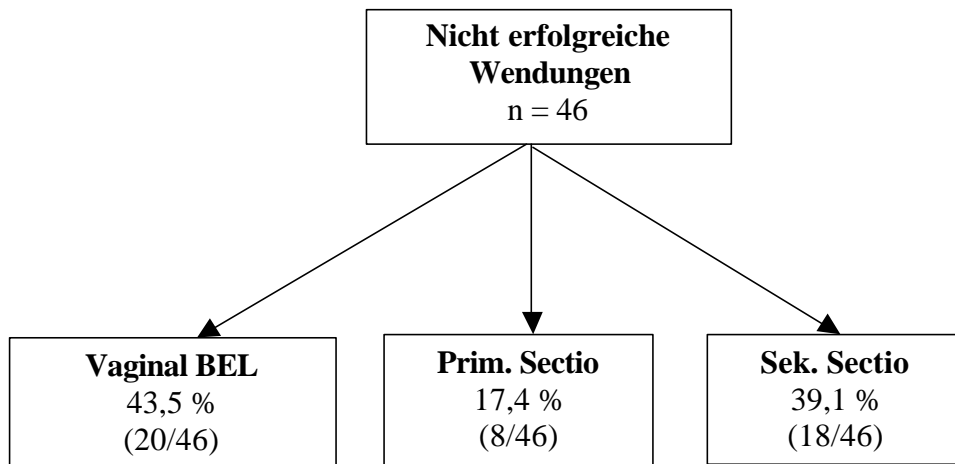 Nicht erfolgreiche
Wendungen
n = 46
Vaginal BEL
43,5 %
(20/46)
Prim. Sectio
17,4 %
(8/46)
Sek. Sectio
39,1 %
(18/46)